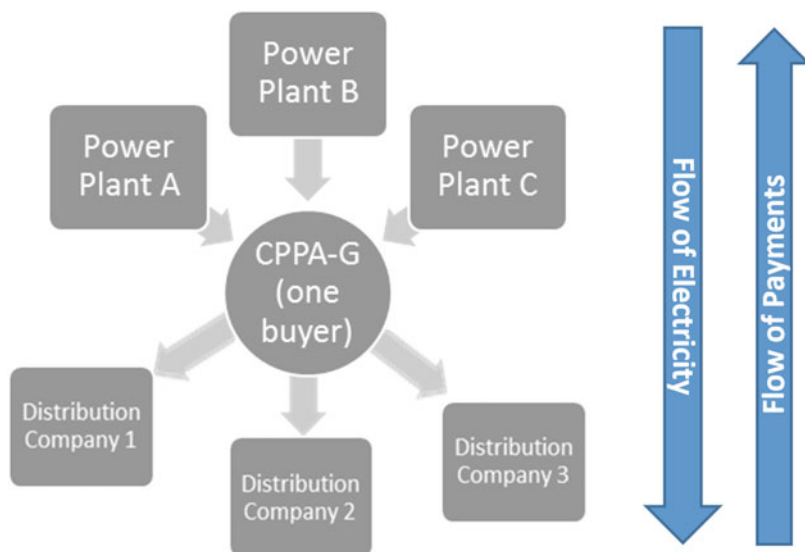 Power
Plant B
Power
Plant A
Power
Plant C
CPPA-G
(one
buyer)
Distribution
Company 1
Distribution
Company 2
Distribution
Company 3
Flow of Electricity
Flow of Payments